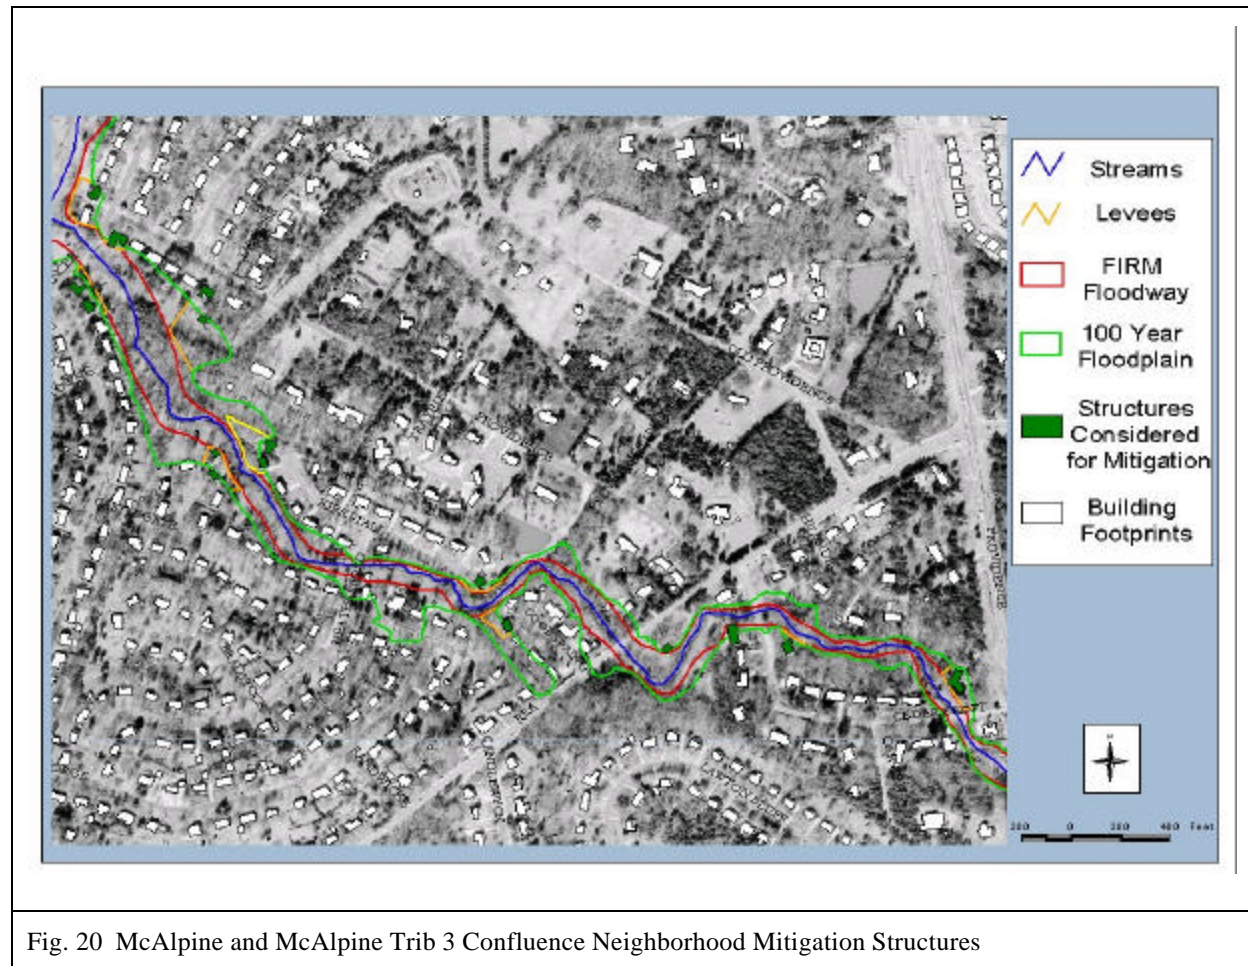 Streams
Levees
FIRM
Floodway
100 Year
Floodplain
Structures
Considered
for Mitigation
Building
Footprints
PROVIDENCE
N
200 0 200 400 Feet
Fig. 20 McAlpine and McAlpine Trib 3 Confluence Neighborhood Mitigation Structures